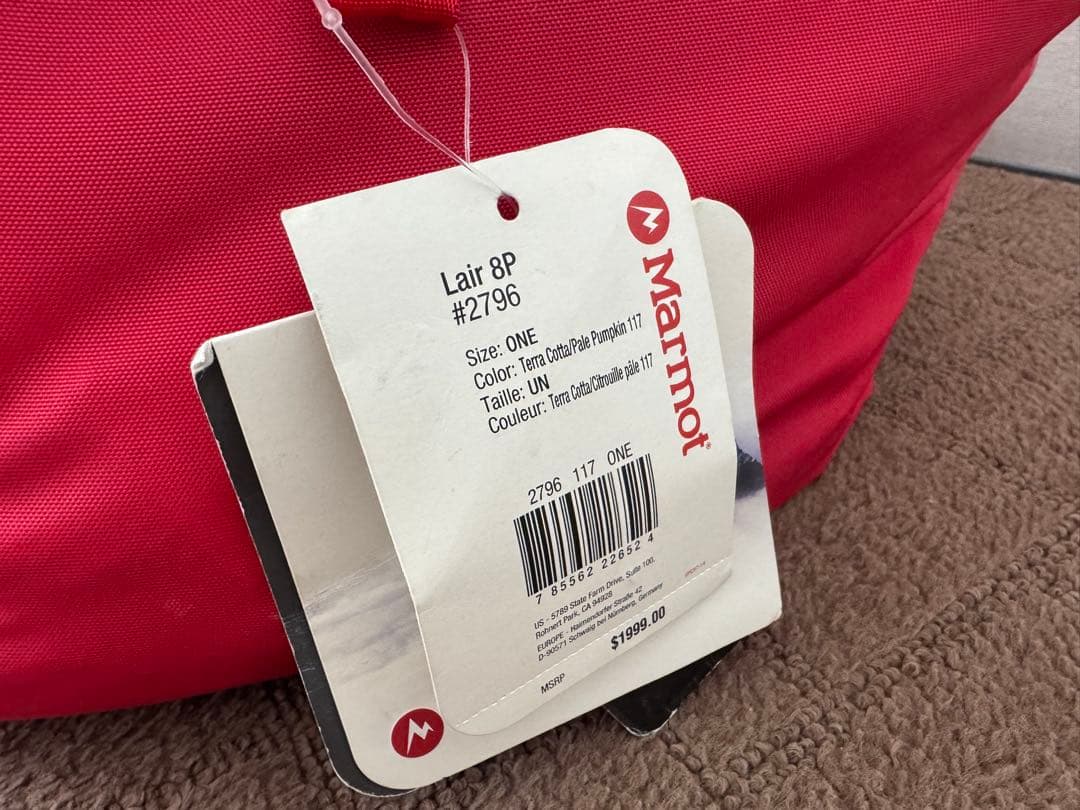 Lair 8P
#2796
Size: ONE
Color: Terra Cotta/Pale Pumpkin 117
Taille: UN
Couleur: Terra Cotta/Citrouille pâle 117
Marmot®
2796 117 ONE
7 85562 22652 4
US - 5789 State Farm Drive, Suite 100,
Rohnert Park, CA 94928
EUROPE - Haimendorfer Straße 42
D-90571 Schwaig bei Nürnberg, Germany
MSRP $1999.00